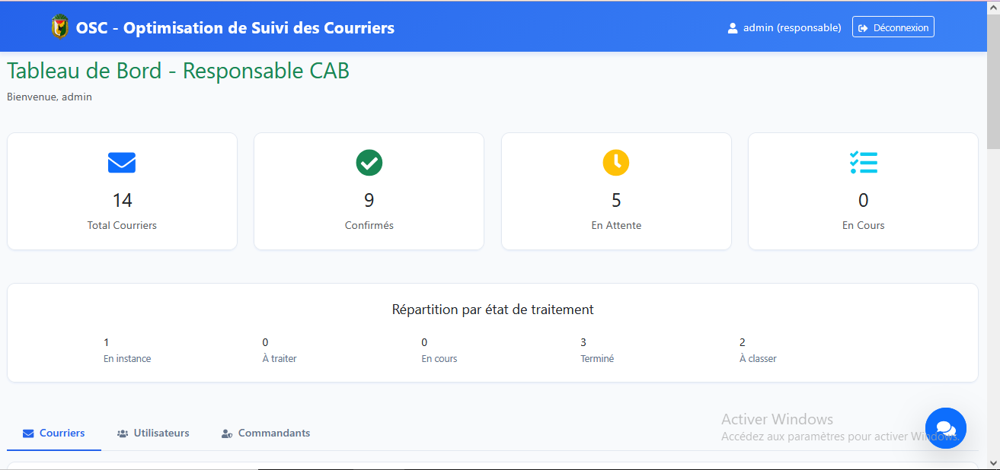 OSC - Optimisation de Suivi des Courriers
admin (responsable)
Déconnexion
Tableau de Bord - Responsable CAB
Bienvenue, admin
14
Total Courriers
9
Confirmés
5
En Attente
0
En Cours
Répartition par état de traitement
1
En instance
0
À traiter
0
En cours
3
Terminé
2
À classer
Courriers
Utilisateurs
Commandants
Activer Windows
Accédez aux paramètres pour activer Windows.